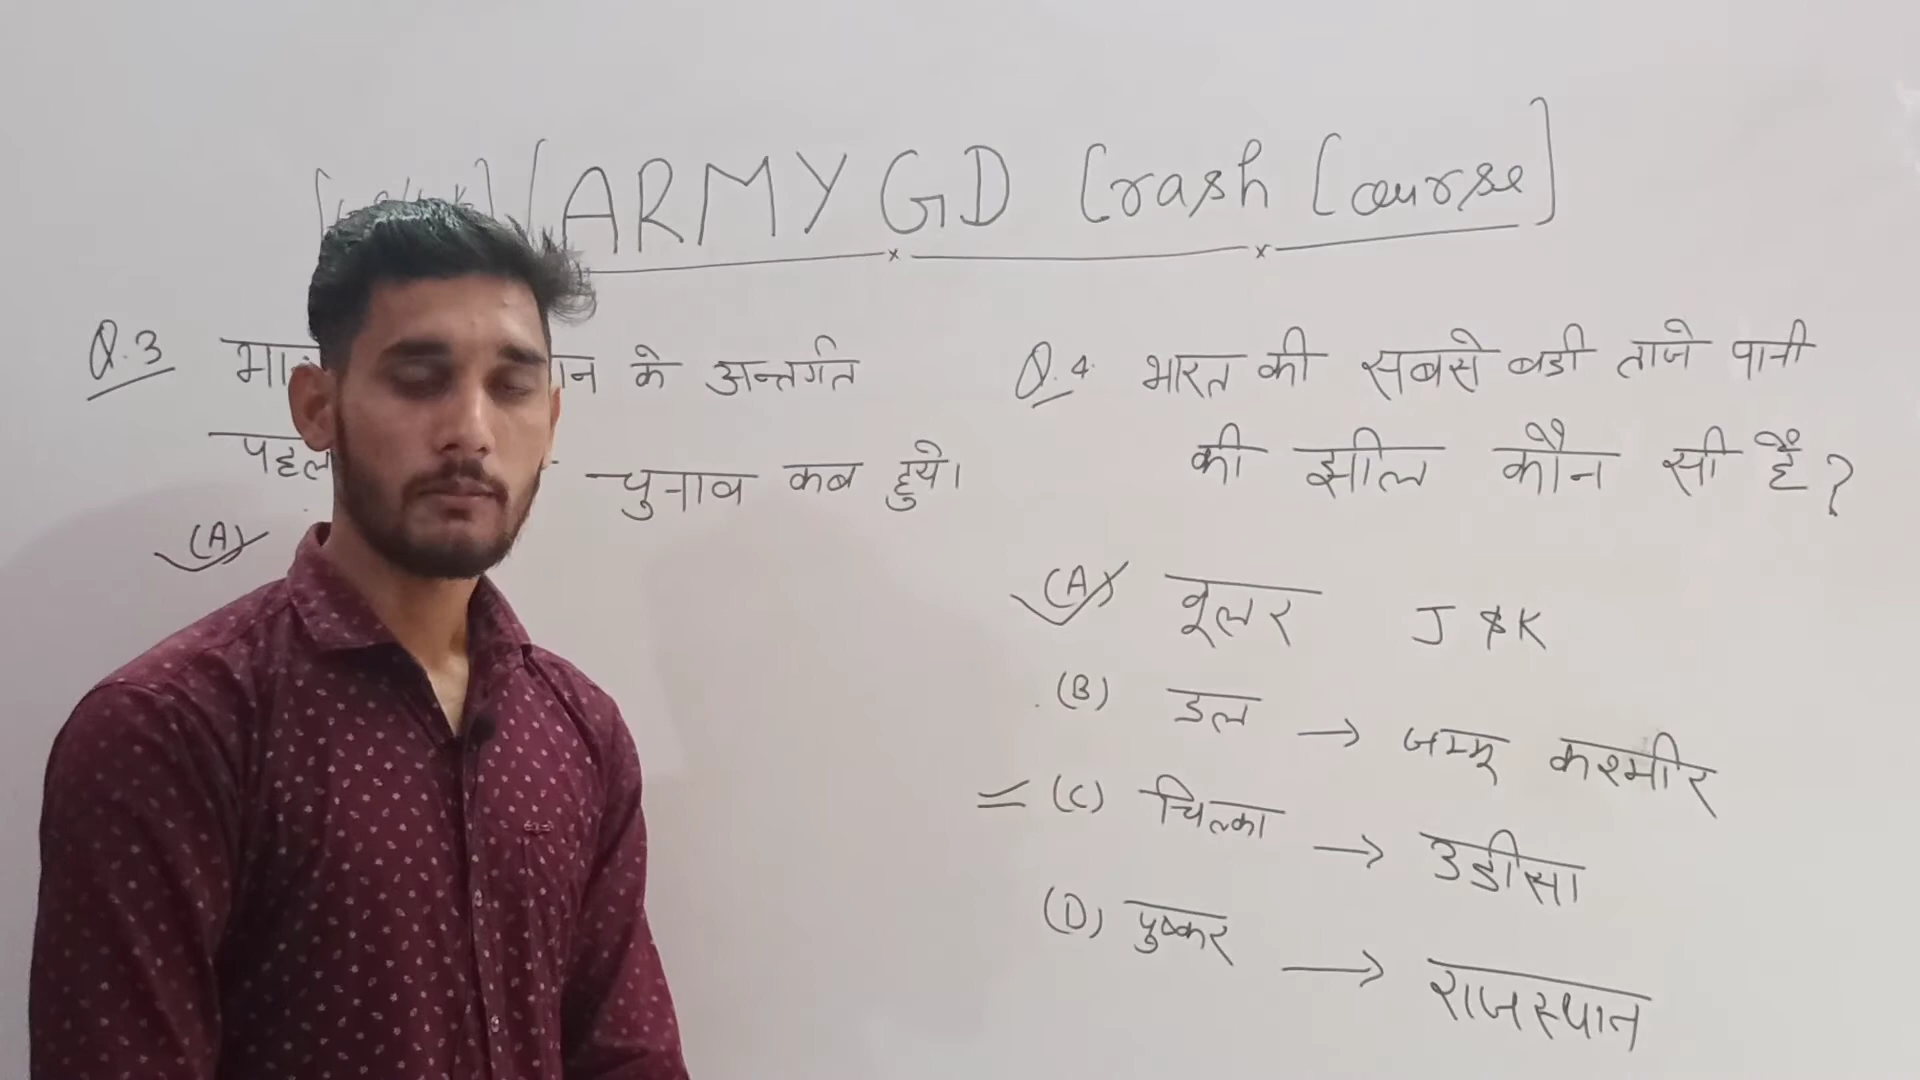 ARMY GD Crash Course
Q.3 के अन्तर्गत
चुनाव कब हुये।
(A)
Q.4. भारत की सबसे बडी ताजे पानी
की झील कौन सी है?
(A) वूलर J & K
(B) डल → जम्मू कश्मीर
(C) चिल्का → उडीसा
(D) पुष्कर → राजस्थान